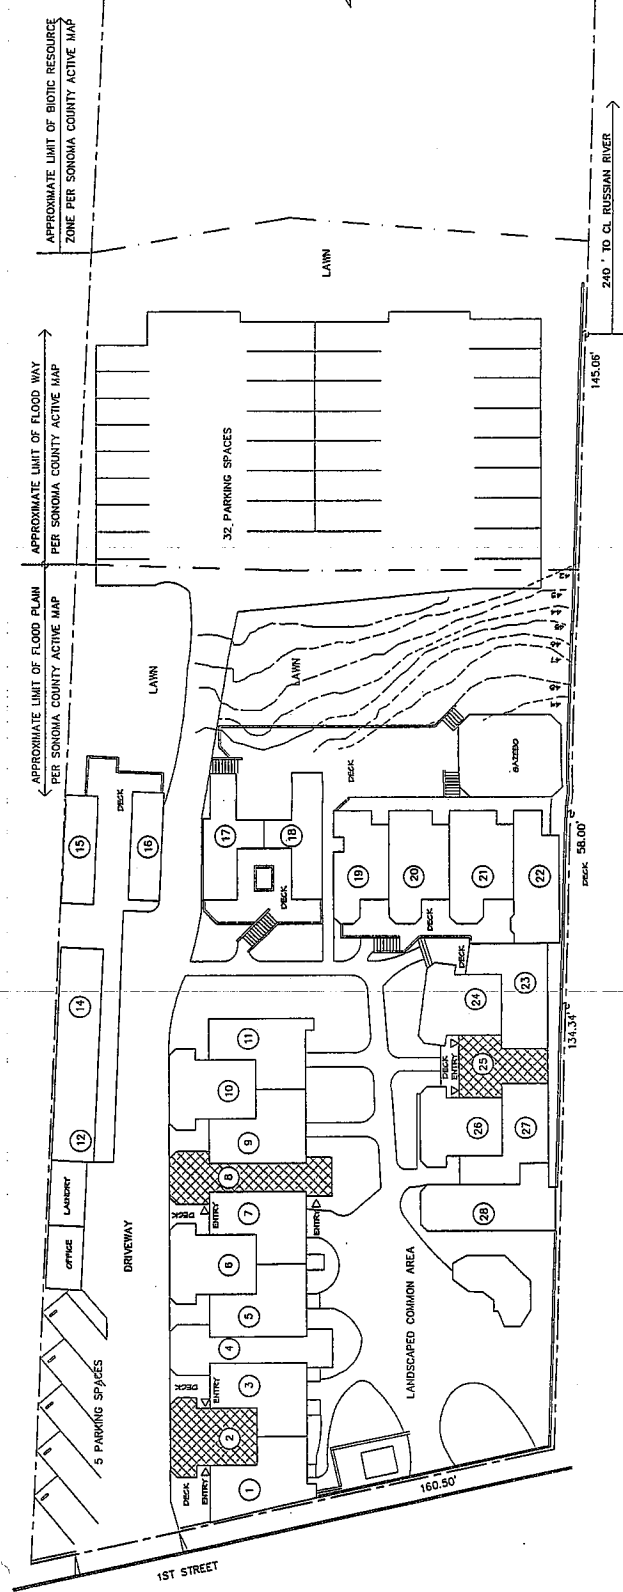 APPROXIMATE LIMIT OF BIOTIC RESOURCE
ZONE PER SONOMA COUNTY ACTIVE MAP
240 ' TO CL RUSSIAN RIVER
LAWN
APPROXIMATE LIMIT OF FLOOD WAY
PER SONOMA COUNTY ACTIVE MAP
145.06'
32 PARKING SPACES
APPROXIMATE LIMIT OF FLOOD PLAIN
PER SONOMA COUNTY ACTIVE MAP
LAWN
LAWN
DECK
GAZEBO
DECK
15
16
17
18
DECK
19
20
21
22
DECK
58.00'
DECK
DECK
14
12
11
10
9
8
7
ENTRY
DECK
ENTRY
24
23
DECK
ENTRY
25
26
27
28
134.34'
LAUNDRY
OFFICE
DRIVEWAY
6
5
4
3
DECK
ENTRY
2
DECK
ENTRY
1
LANDSCAPED COMMON AREA
5 PARKING SPACES
160.50'
1ST STREET